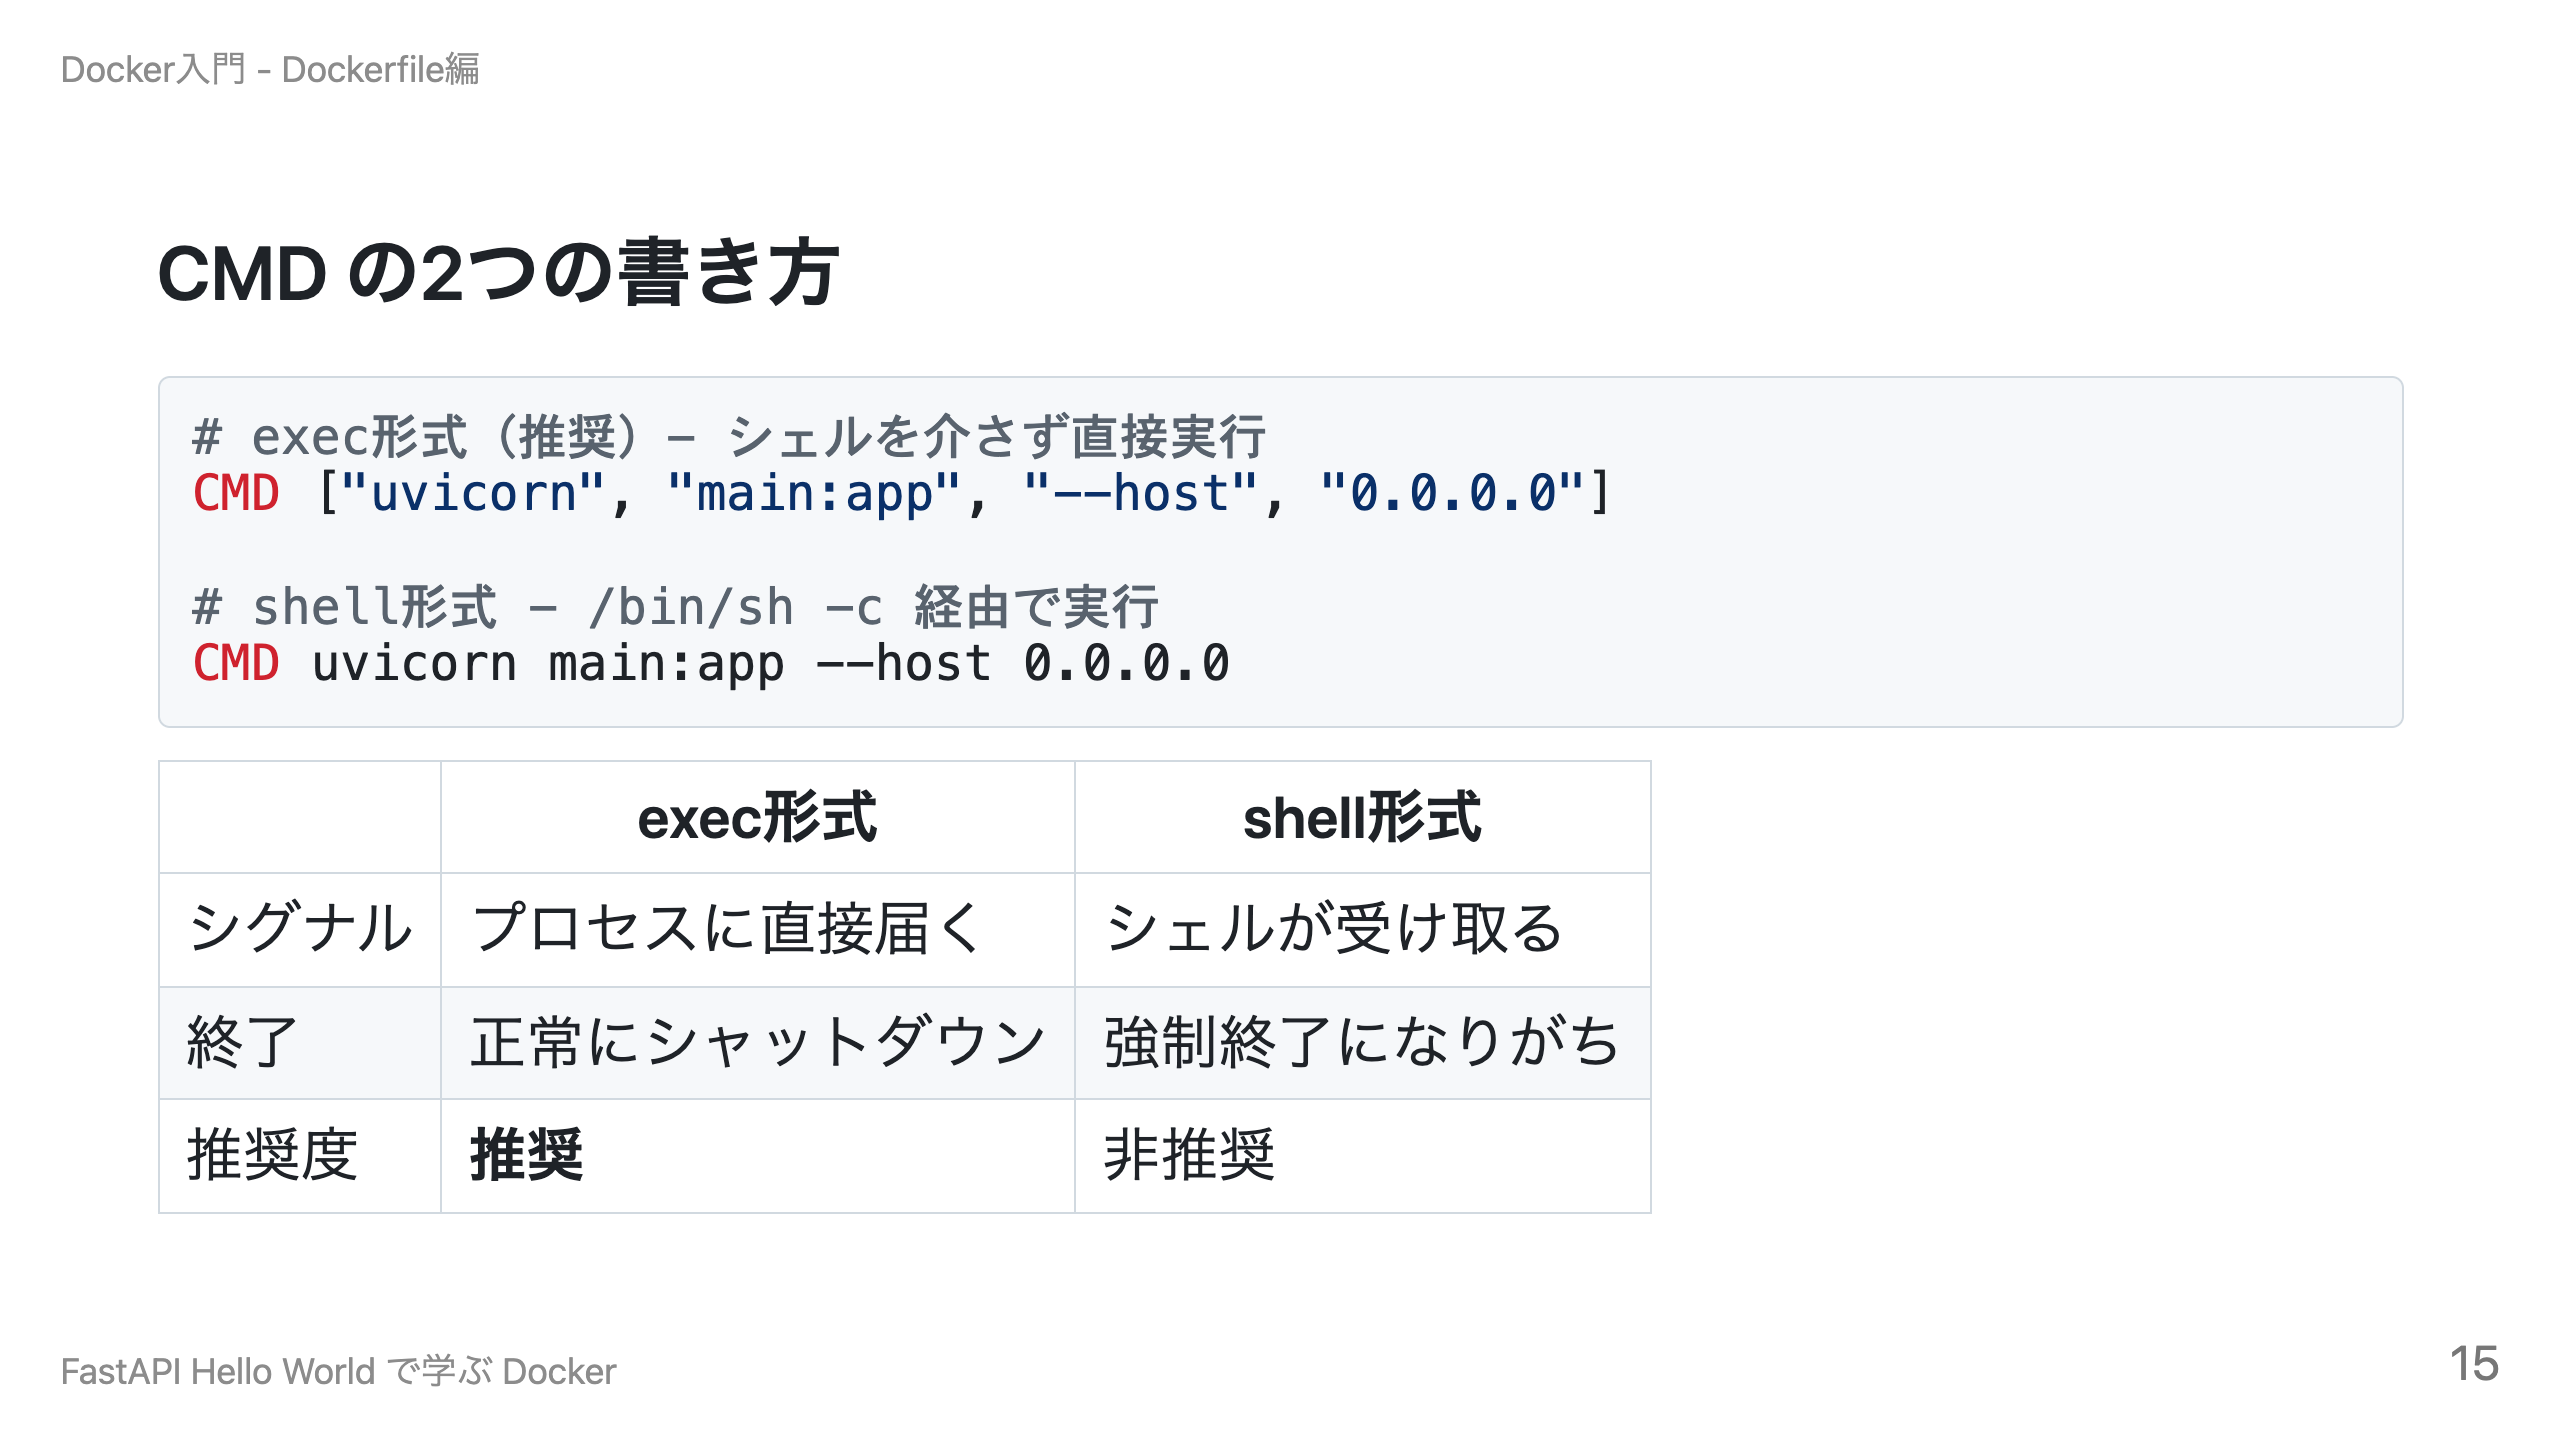 Docker入門 - Dockerfile編
CMD の2つの書き方
# exec形式（推奨）- シェルを介さず直接実行
CMD ["uvicorn", "main:app", "--host", "0.0.0.0"]
# shell形式 - /bin/sh -c 経由で実行
CMD uvicorn main:app --host 0.0.0.0
exec形式 shell形式
シグナル プロセスに直接届く シェルが受け取る
終了 正常にシャットダウン 強制終了になりがち
推奨度 推奨 非推奨
FastAPI Hello World で学ぶ Docker
15